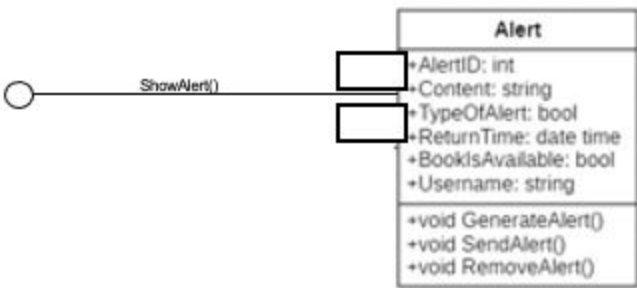 Alert
+AlertID: int
+Content: string
ShowAlert()
+TypeOfAlert: bool
+ReturnTime: date time
+BookIsAvailable: bool
+Username: string
+void GenerateAlert()
+void SendAlert()
+void RemoveAlert()